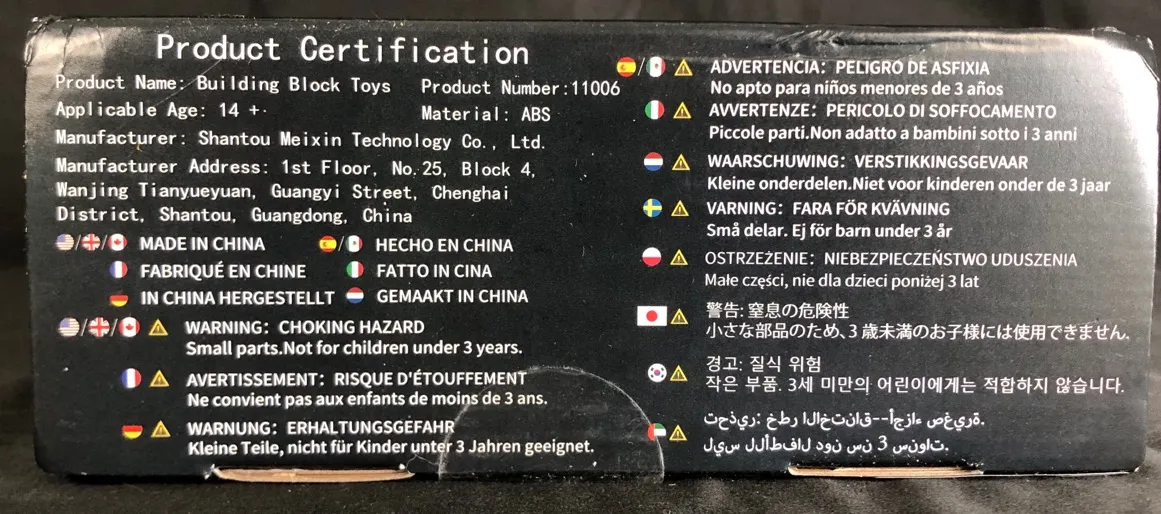 Product Certification
Product Name: Building Block Toys Product Number:11006
Applicable Age: 14 + Material: ABS
Manufacturer: Shantou Meixin Technology Co., Ltd.
Manufacturer Address: 1st Floor, No.25, Block 4,
Wanjing Tianyueyuan, Guangyi Street, Chenghai
District, Shantou, Guangdong, China
MADE IN CHINA HECHO EN CHINA
FABRIQUÉ EN CHINE FATTO IN CINA
IN CHINA HERGESTELLT GEMAAKT IN CHINA
WARNING: CHOKING HAZARD
Small parts.Not for children under 3 years.
AVERTISSEMENT: RISQUE D'ÉTOUFFEMENT
Ne convient pas aux enfants de moins de 3 ans.
WARNUNG: ERHALTUNGSGEFAHR
Kleine Teile, nicht für Kinder unter 3 Jahren geeignet.
ADVERTENCIA: PELIGRO DE ASFIXIA
No apto para niños menores de 3 años
AVVERTENZE: PERICOLO DI SOFFOCAMENTO
Piccole parti.Non adatto a bambini sotto i 3 anni
WAARSCHUWING: VERSTIKKINGSGEVAAR
Kleine onderdelen.Niet voor kinderen onder de 3 jaar
VARNING: FARA FÖR KVÄVNING
Små delar. Ej för barn under 3 år
OSTRZEŻENIE: NIEBEZPIECZEŃSTWO UDUSZENIA
Małe części, nie dla dzieci poniżej 3 lat
警告: 窒息の危険性
小さな部品のため、3 歳未満のお子様には使用できません.
경고: 질식 위험
작은 부품. 3세 미만의 어린이에게는 적합하지 않습니다.
تحذير: خطر الاختناق--أجزاء صغيرة.
ليس للأطفال دون سن 3 سنوات.